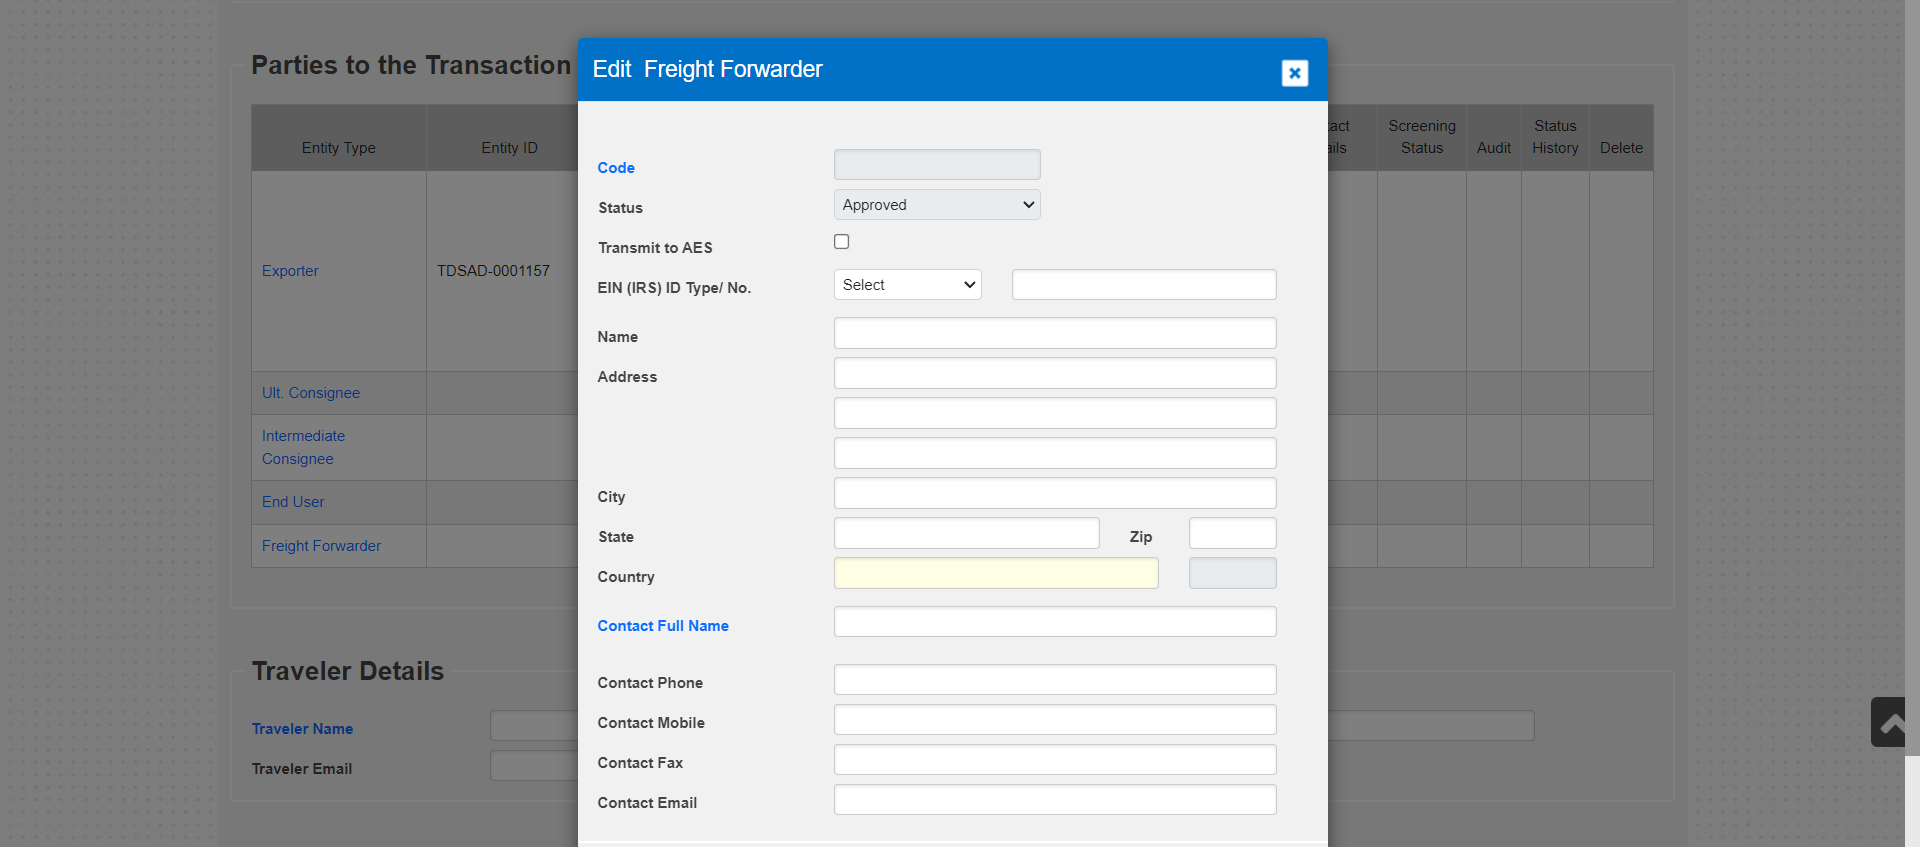 Parties to the Transaction
Edit Freight Forwarder
Entity Type
Entity ID
Screening Status
Audit
Status History
Delete
Exporter
TDSAD-0001157
Ult. Consignee
Intermediate
Consignee
End User
Freight Forwarder
Code
Status
Approved
Transmit to AES
EIN (IRS) ID Type/ No.
Select
Name
Address
City
State
Zip
Country
Contact Full Name
Contact Phone
Contact Mobile
Contact Fax
Contact Email
Traveler Details
Traveler Name
Traveler Email